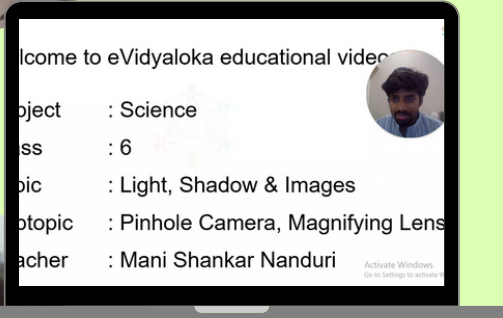 lcome to eVidyaloka educational video
bject : Science
ss : 6
pic : Light, Shadow & Images
btopic : Pinhole Camera, Magnifying Lens
acher : Mani Shankar Nanduri
Activate Windows
Go to Settings to activate W